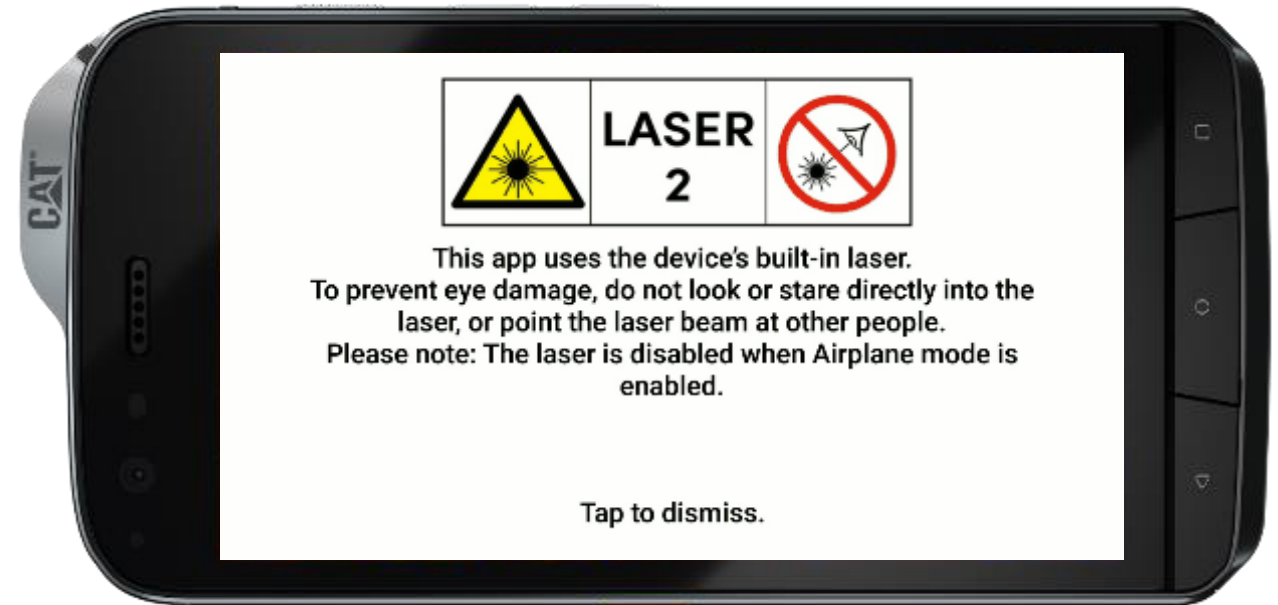 CAT
LASER
2
This app uses the device's built-in laser.
To prevent eye damage, do not look or stare directly into the
laser, or point the laser beam at other people.
Please note: The laser is disabled when Airplane mode is
enabled.
Tap to dismiss.